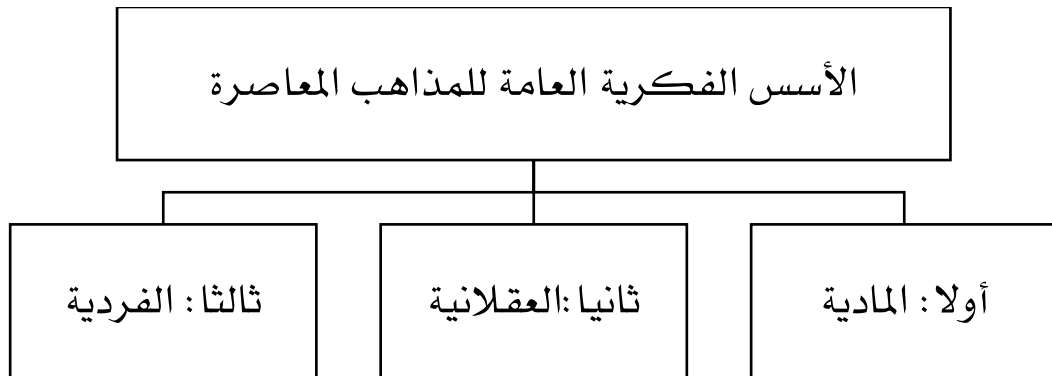 الأسس الفكرية العامة للمذاهب المعاصرة
أولا: المادية
ثانيا:العقلانية
ثالثا: الفردية